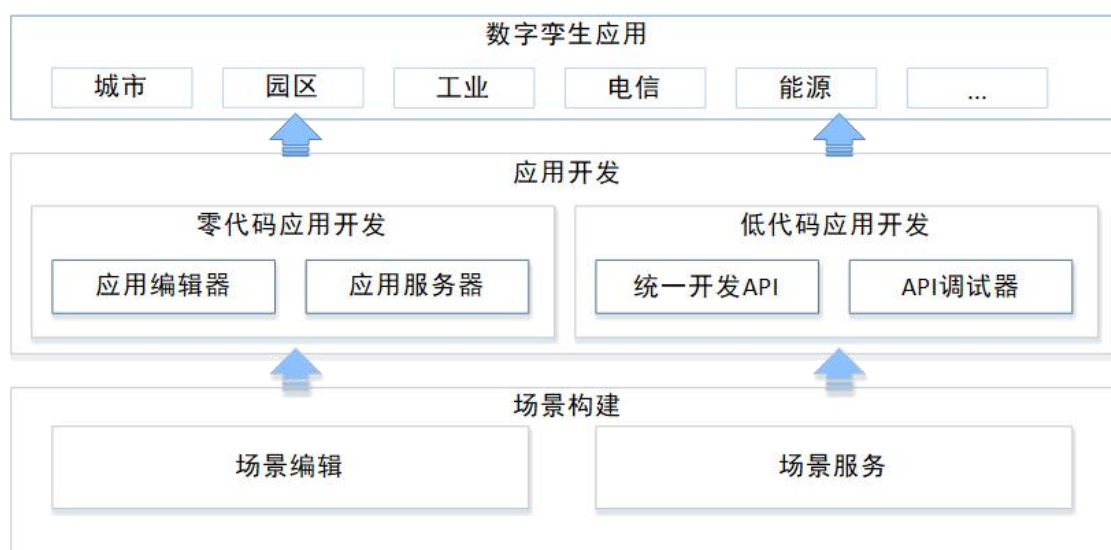 数字孪生应用
城市 园区 工业 电信 能源 ...
应用开发
零代码应用开发 低代码应用开发
应用编辑器 应用服务器 统一开发API API调试器
场景构建
场景编辑 场景服务